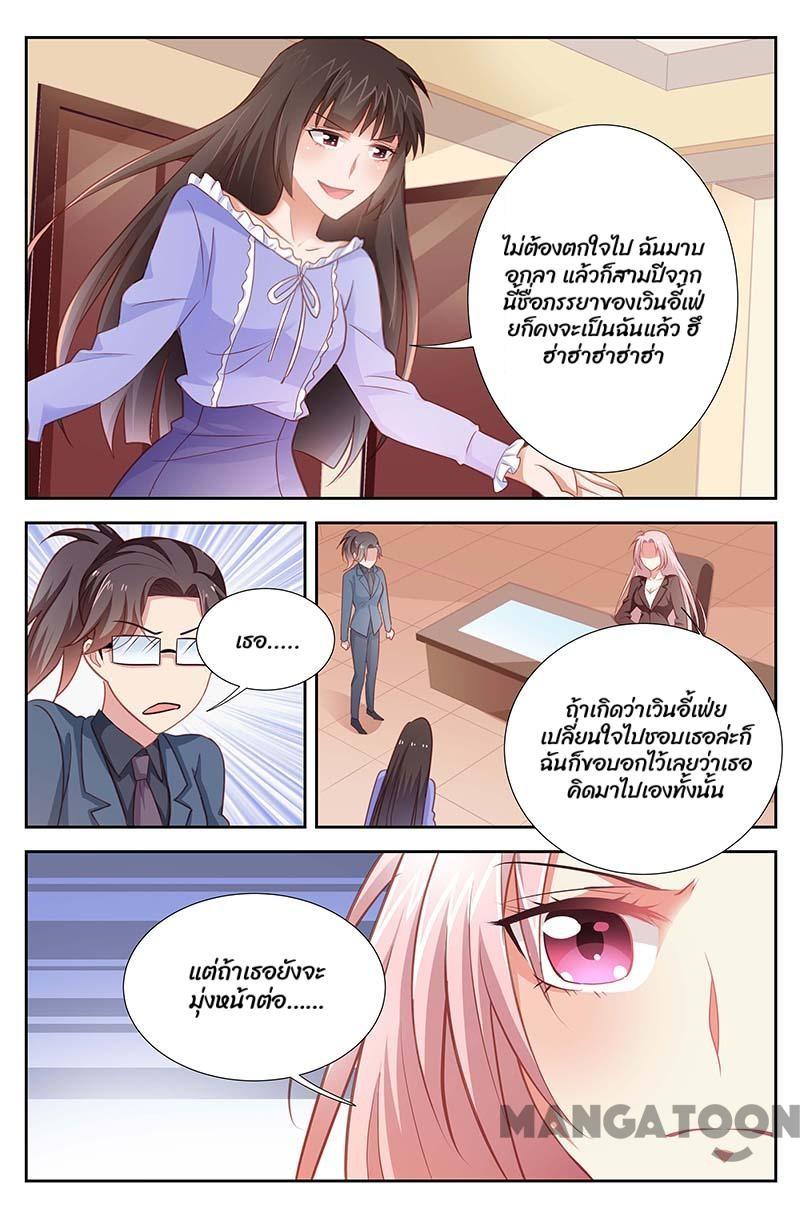 ไม่ต้องตกใจไป ฉันมาบ
อกลา แล้วก็สามปีจาก
นี้ชื่อภรรยาของเวินอี้เฟ่
ยก็คงจะเป็นฉันแล้ว ฮึ
ฮ่าฮ่าฮ่าฮ่าฮ่า
เธอ.....
ถ้าเกิดว่าเวินอี้เฟ่ย
เปลี่ยนใจไปชอบเธอล่ะก็
ฉันก็ขอบอกไว้เลยว่าเธอ
คิดมาไปเองทั้งนั้น
แต่ถ้าเธอยังจะ
มุ่งหน้าต่อ......
MANGATOON